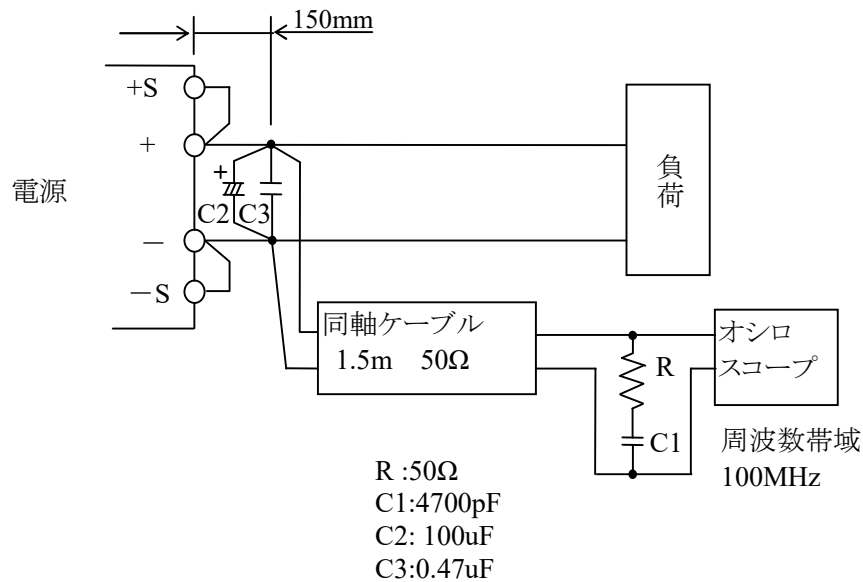 150mm
+S
+
電源
+
C2
C3
－
－S
負荷
同軸ケーブル
1.5m 50Ω
R
C1
オシロ
スコープ
周波数帯域
100MHz
R :50Ω
C1:4700pF
C2: 100uF
C3:0.47uF